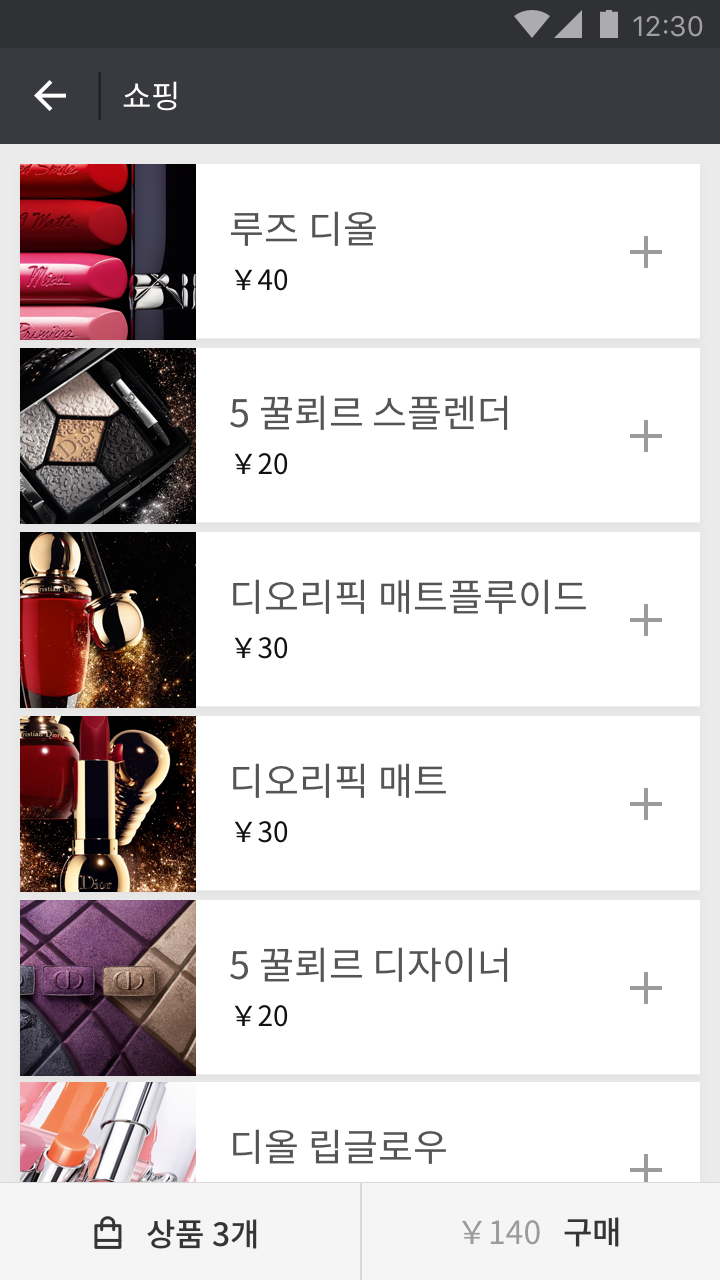 12:30
쇼핑
루즈 디올
￥40
5 꿀뢰르 스플렌더
￥20
Dior
디오리픽 매트플루이드
￥30
디오리픽 매트
￥30
Dior
5 꿀뢰르 디자이너
￥20
디올 립글로우
상품 3개
￥140 구매